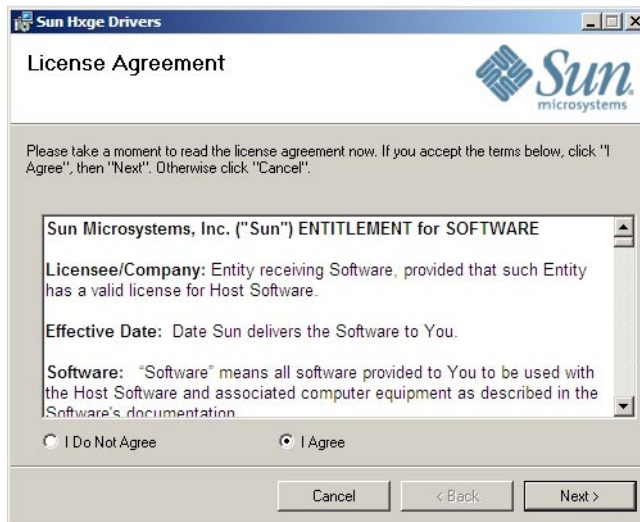 Sun Hxge Drivers
License Agreement
Sun
microsystems
Please take a moment to read the license agreement now. If you accept the terms below, click "I
Agree", then "Next". Otherwise click "Cancel".
Sun Microsystems, Inc. ("Sun") ENTITLEMENT for SOFTWARE
Licensee/Company: Entity receiving Software, provided that such Entity
has a valid license for Host Software.
Effective Date: Date Sun delivers the Software to You.
Software: “Software” means all software provided to You to be used with
the Host Software and associated computer equipment as described in the
Software's documentation
I Do Not Agree
I Agree
Cancel
< Back
Next >